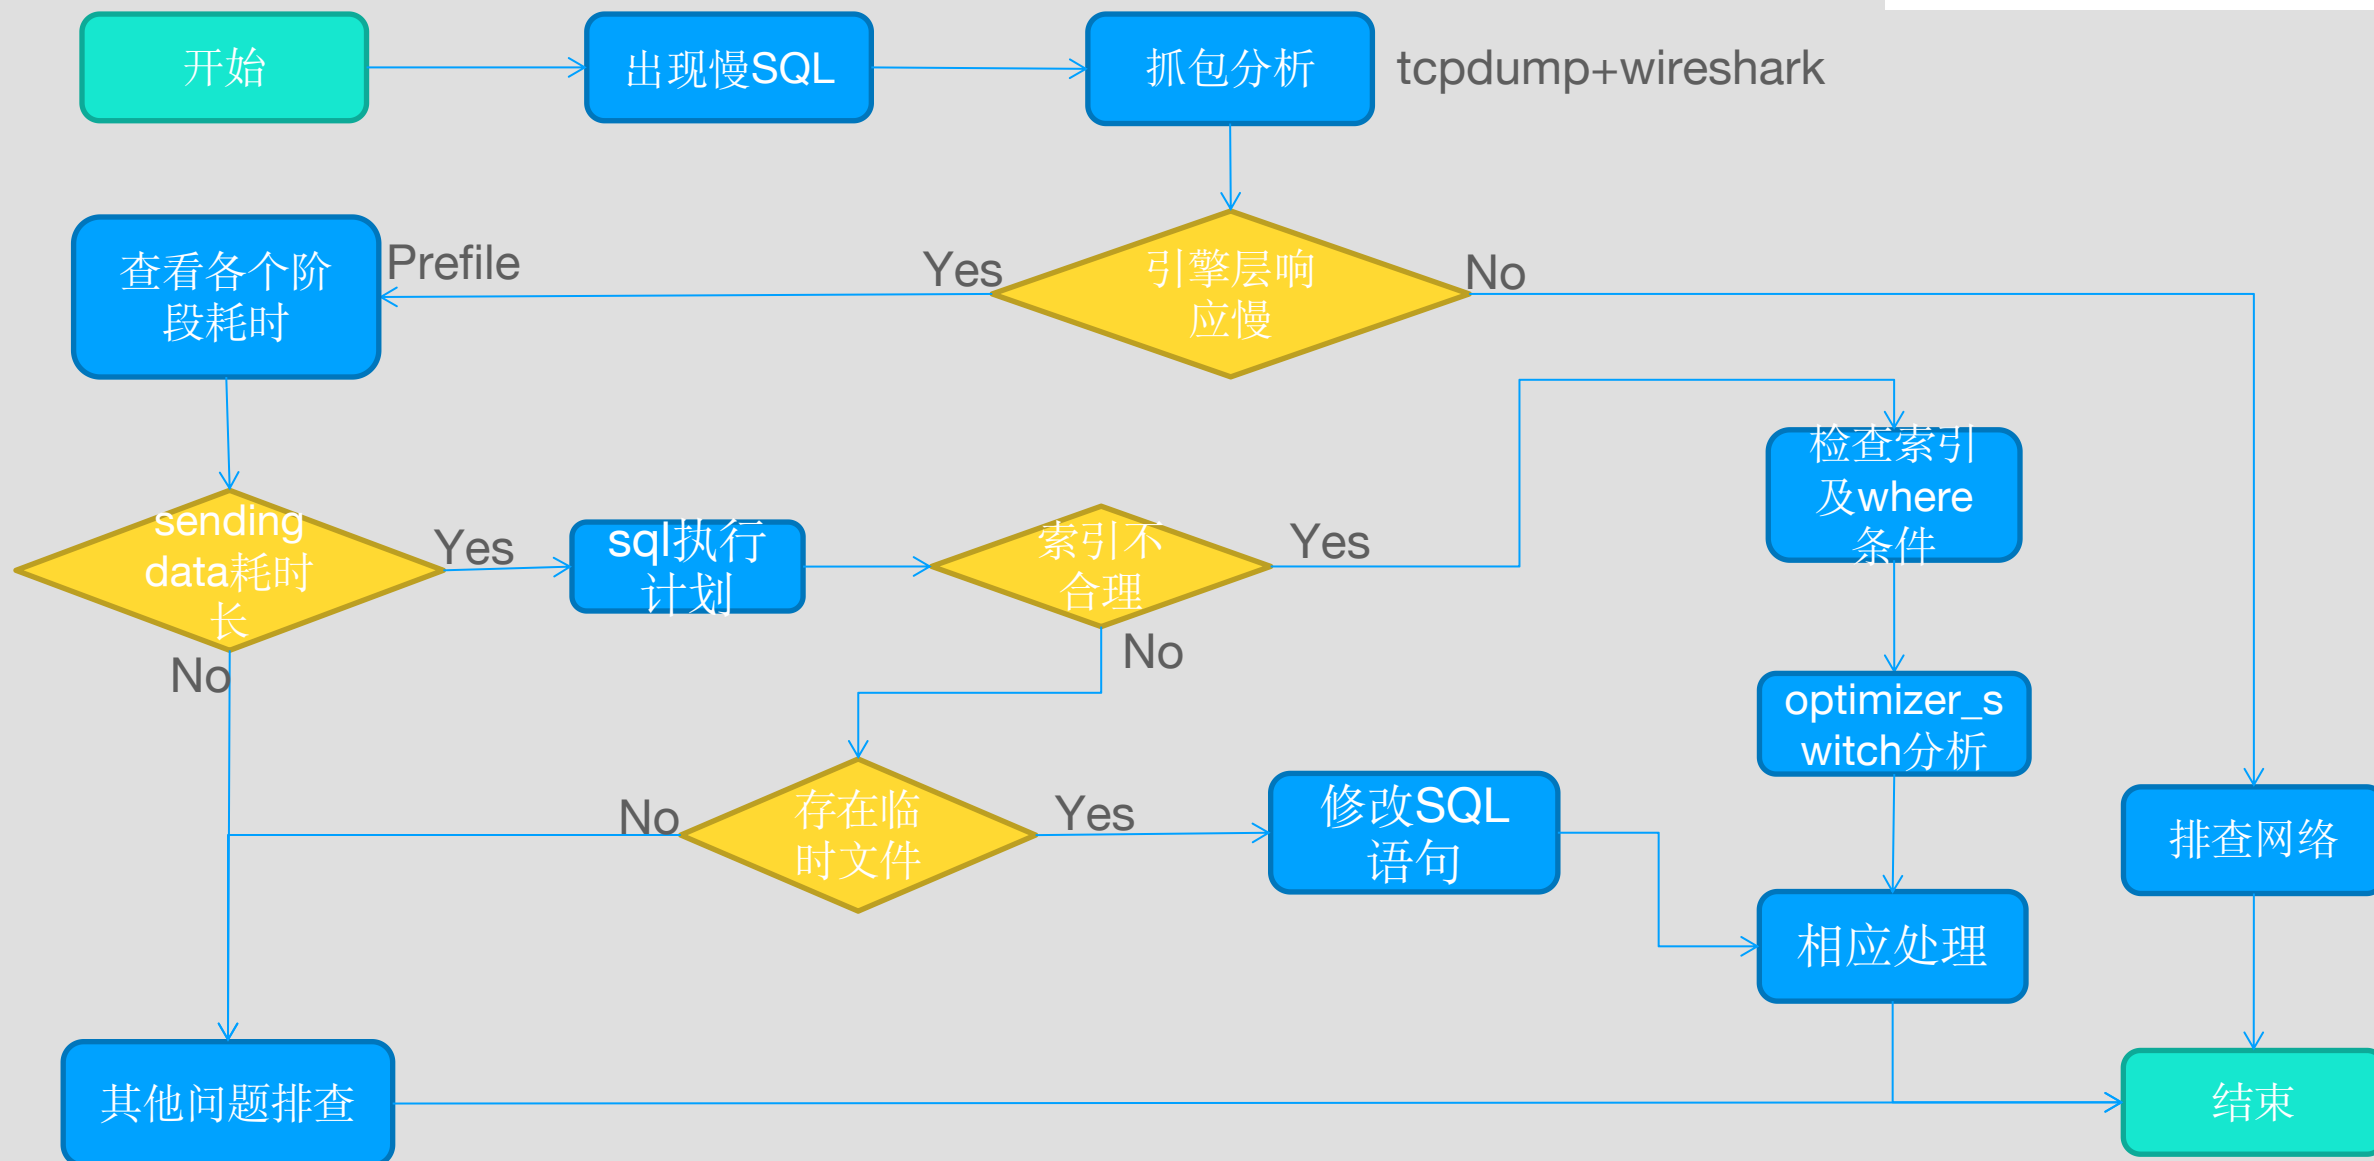 开始
出现慢SQL
抓包分析
tcpdump+wireshark
查看各个阶
段耗时
Prefile
Yes
引擎层响
应慢
No
检查索引
及where
条件
sending
data耗时
长
Yes
sql执行
计划
索引不
合理
Yes
No
No
optimizer_s
witch分析
No
存在临
时文件
Yes
修改SQL
语句
排查网络
相应处理
其他问题排查
结束